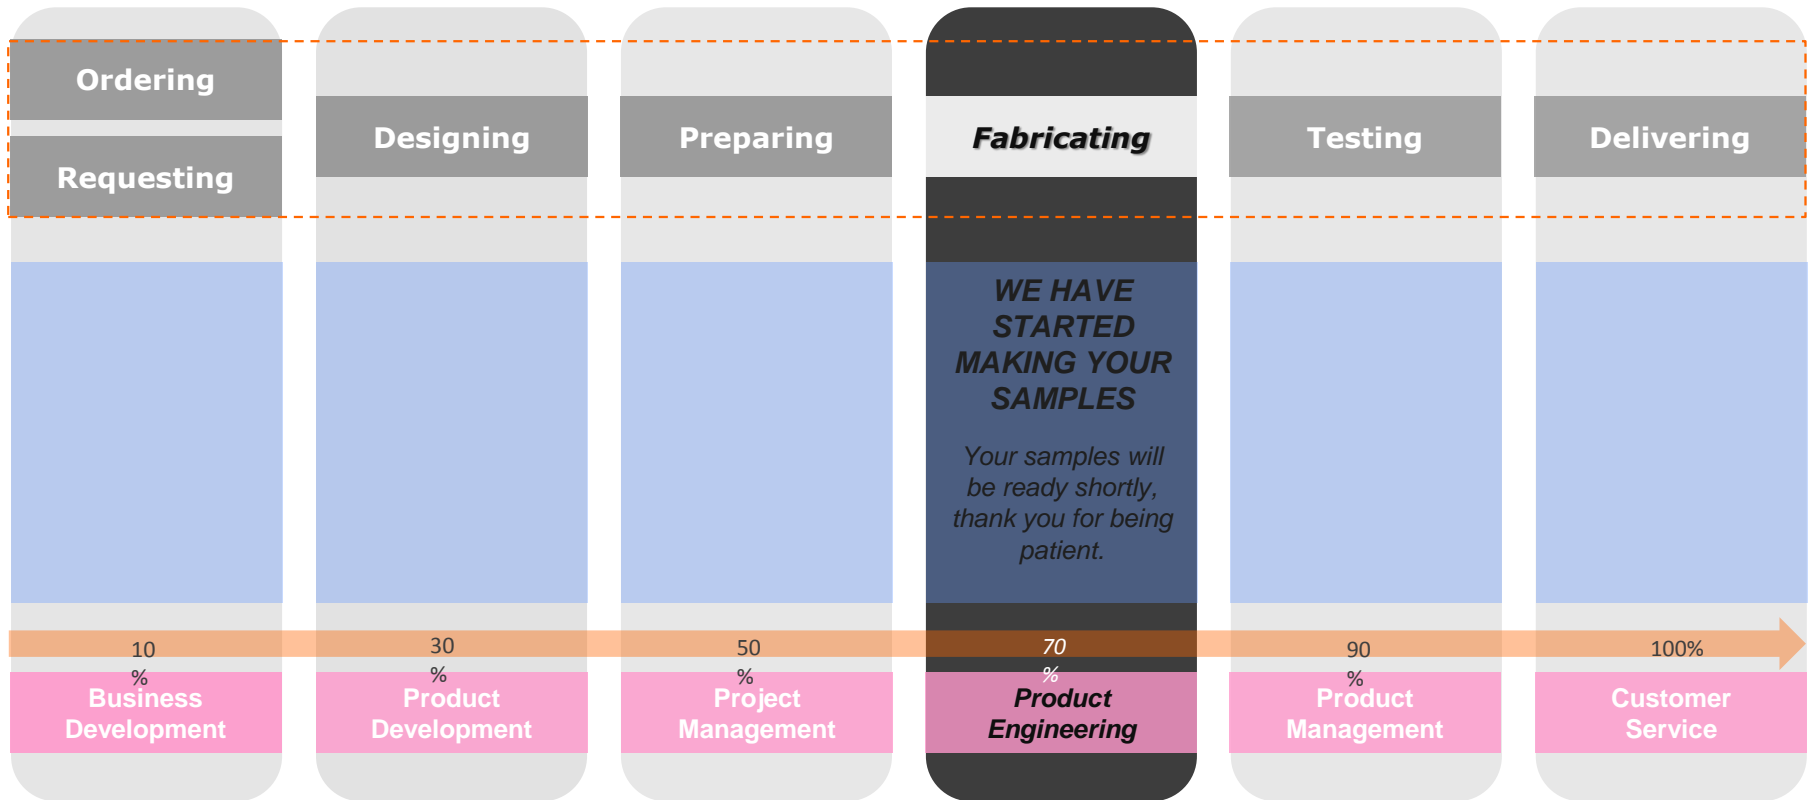 Ordering
Requesting
Designing
Preparing
Fabricating
Testing
Delivering
WE HAVE
STARTED
MAKING YOUR
SAMPLES
Your samples will
be ready shortly,
thank you for being
patient.
10
%
30
%
50
%
70
%
90
%
100%
Business
Development
Product
Development
Project
Management
Product
Engineering
Product
Management
Customer
Service